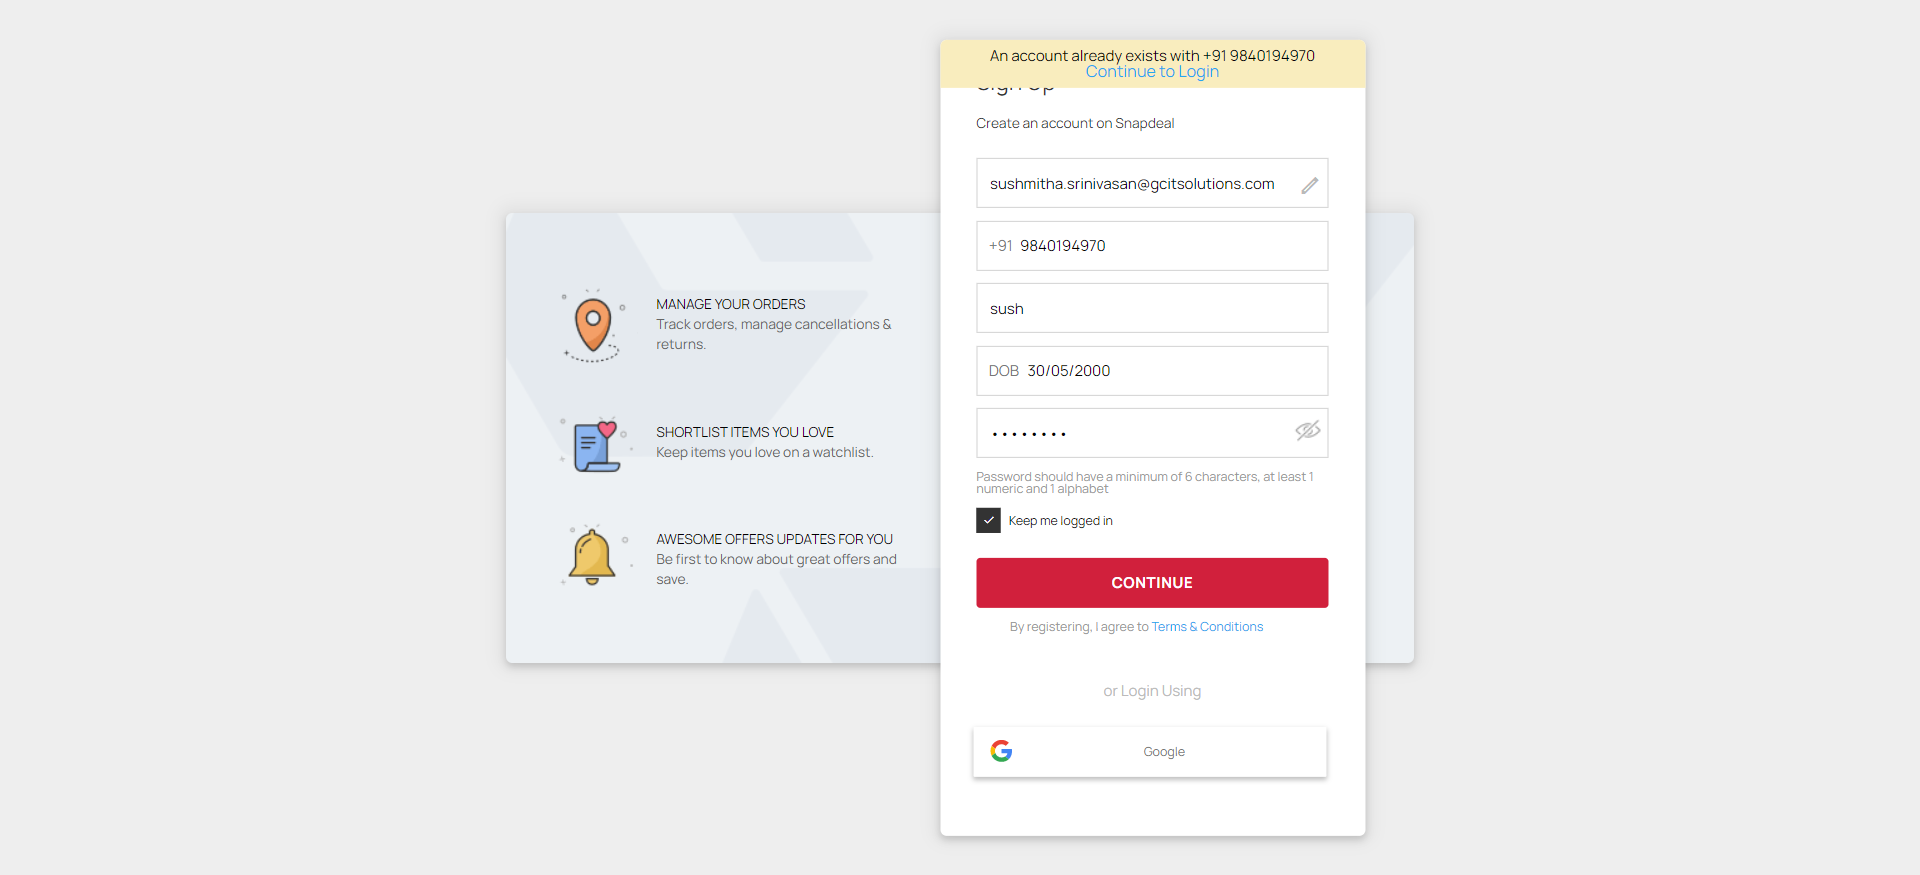 An account already exists with +91 9840194970
Continue to Login
Sign Up
Create an account on Snapdeal
sushmitha.srinivasan@gcitsolutions.com
+91 9840194970
sush
DOB 30/05/2000
••••••••
Password should have a minimum of 6 characters, at least 1
numeric and 1 alphabet
Keep me logged in
CONTINUE
By registering, I agree to Terms & Conditions
or Login Using
Google
MANAGE YOUR ORDERS
Track orders, manage cancellations &
returns.
SHORTLIST ITEMS YOU LOVE
Keep items you love on a watchlist.
AWESOME OFFERS UPDATES FOR YOU
Be first to know about great offers and
save.